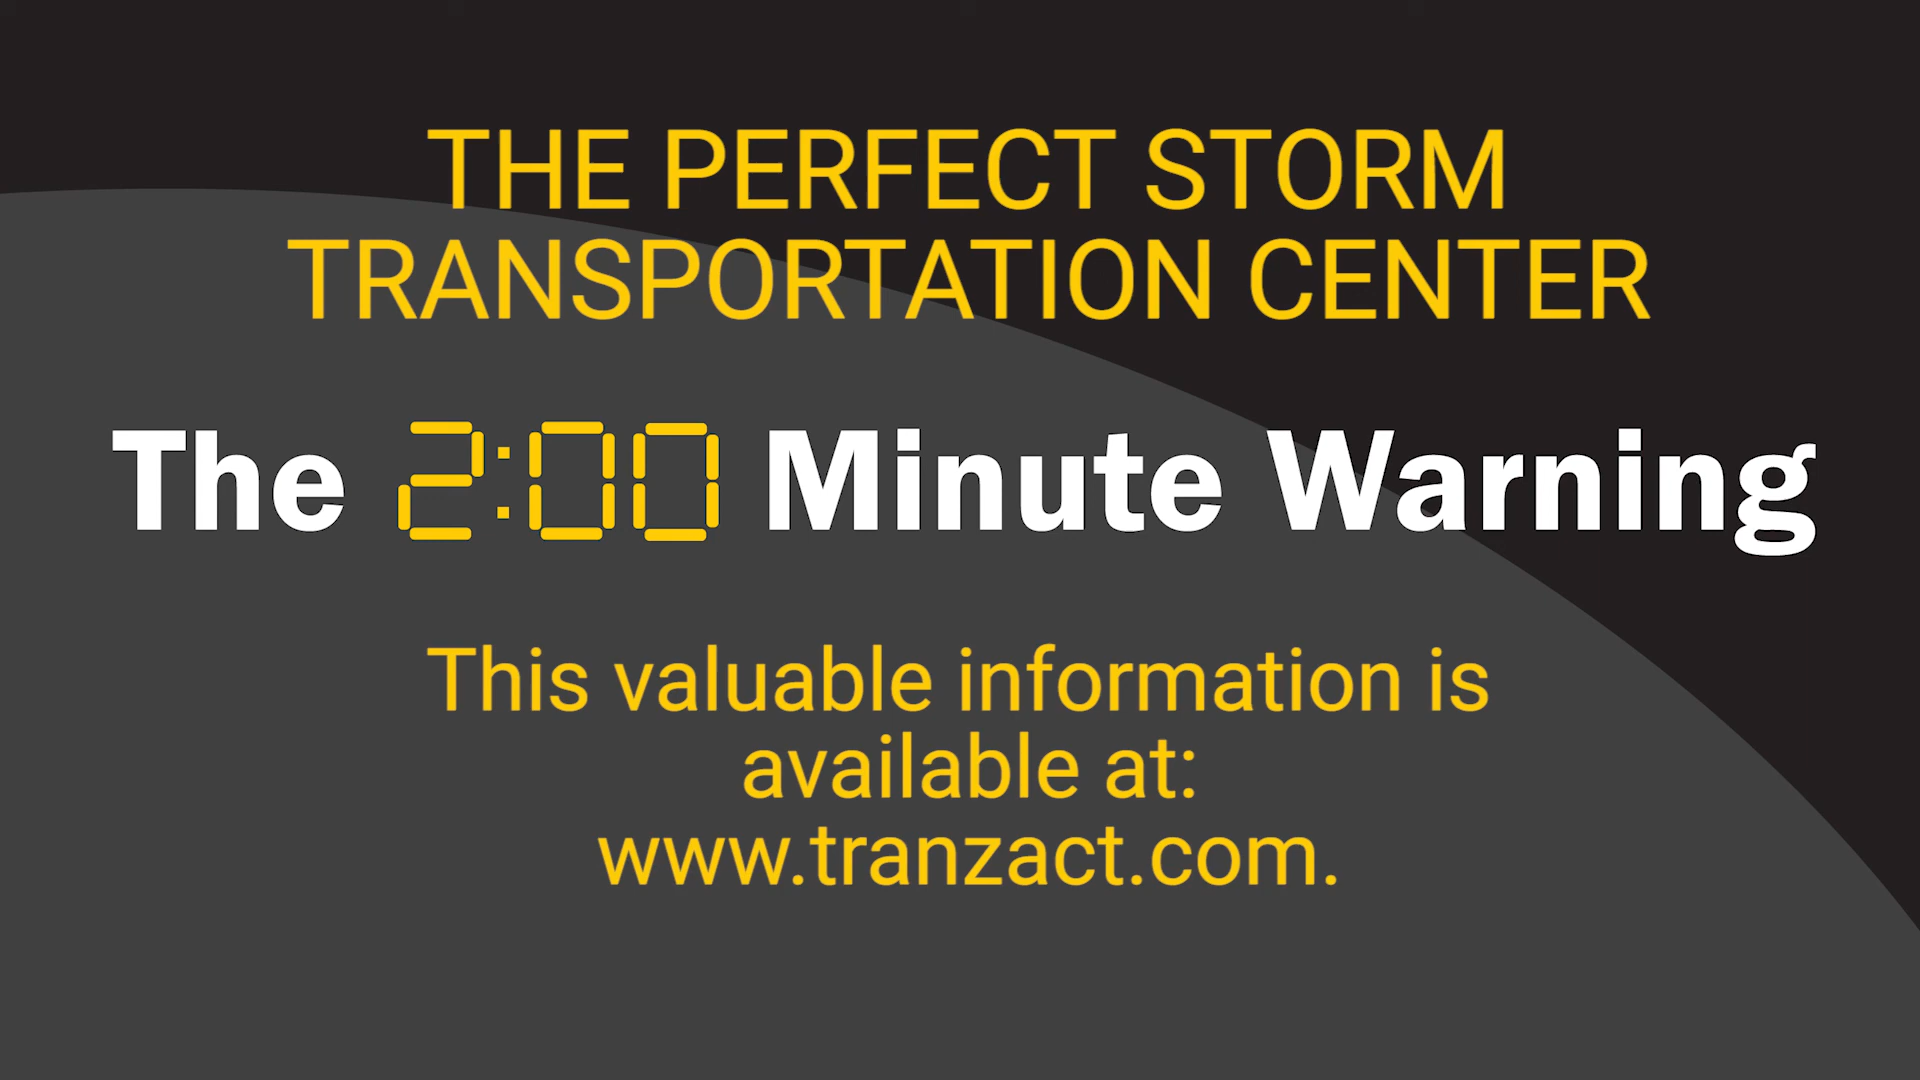 THE PERFECT STORM
TRANSPORTATION CENTER
The 2:00 Minute Warning
This valuable information is
available at:
www.tranzact.com.